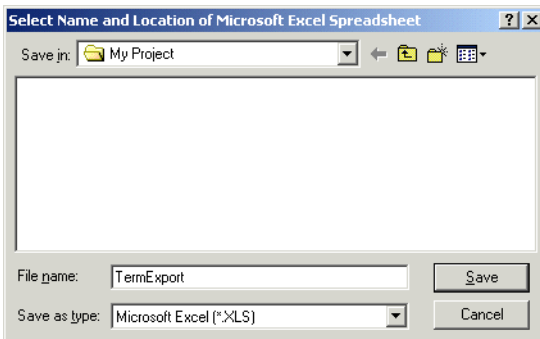 Select Name and Location of Microsoft Excel Spreadsheet
Save in: My Project
File name: TermExport Save
Save as type: Microsoft Excel (*.XLS) Cancel